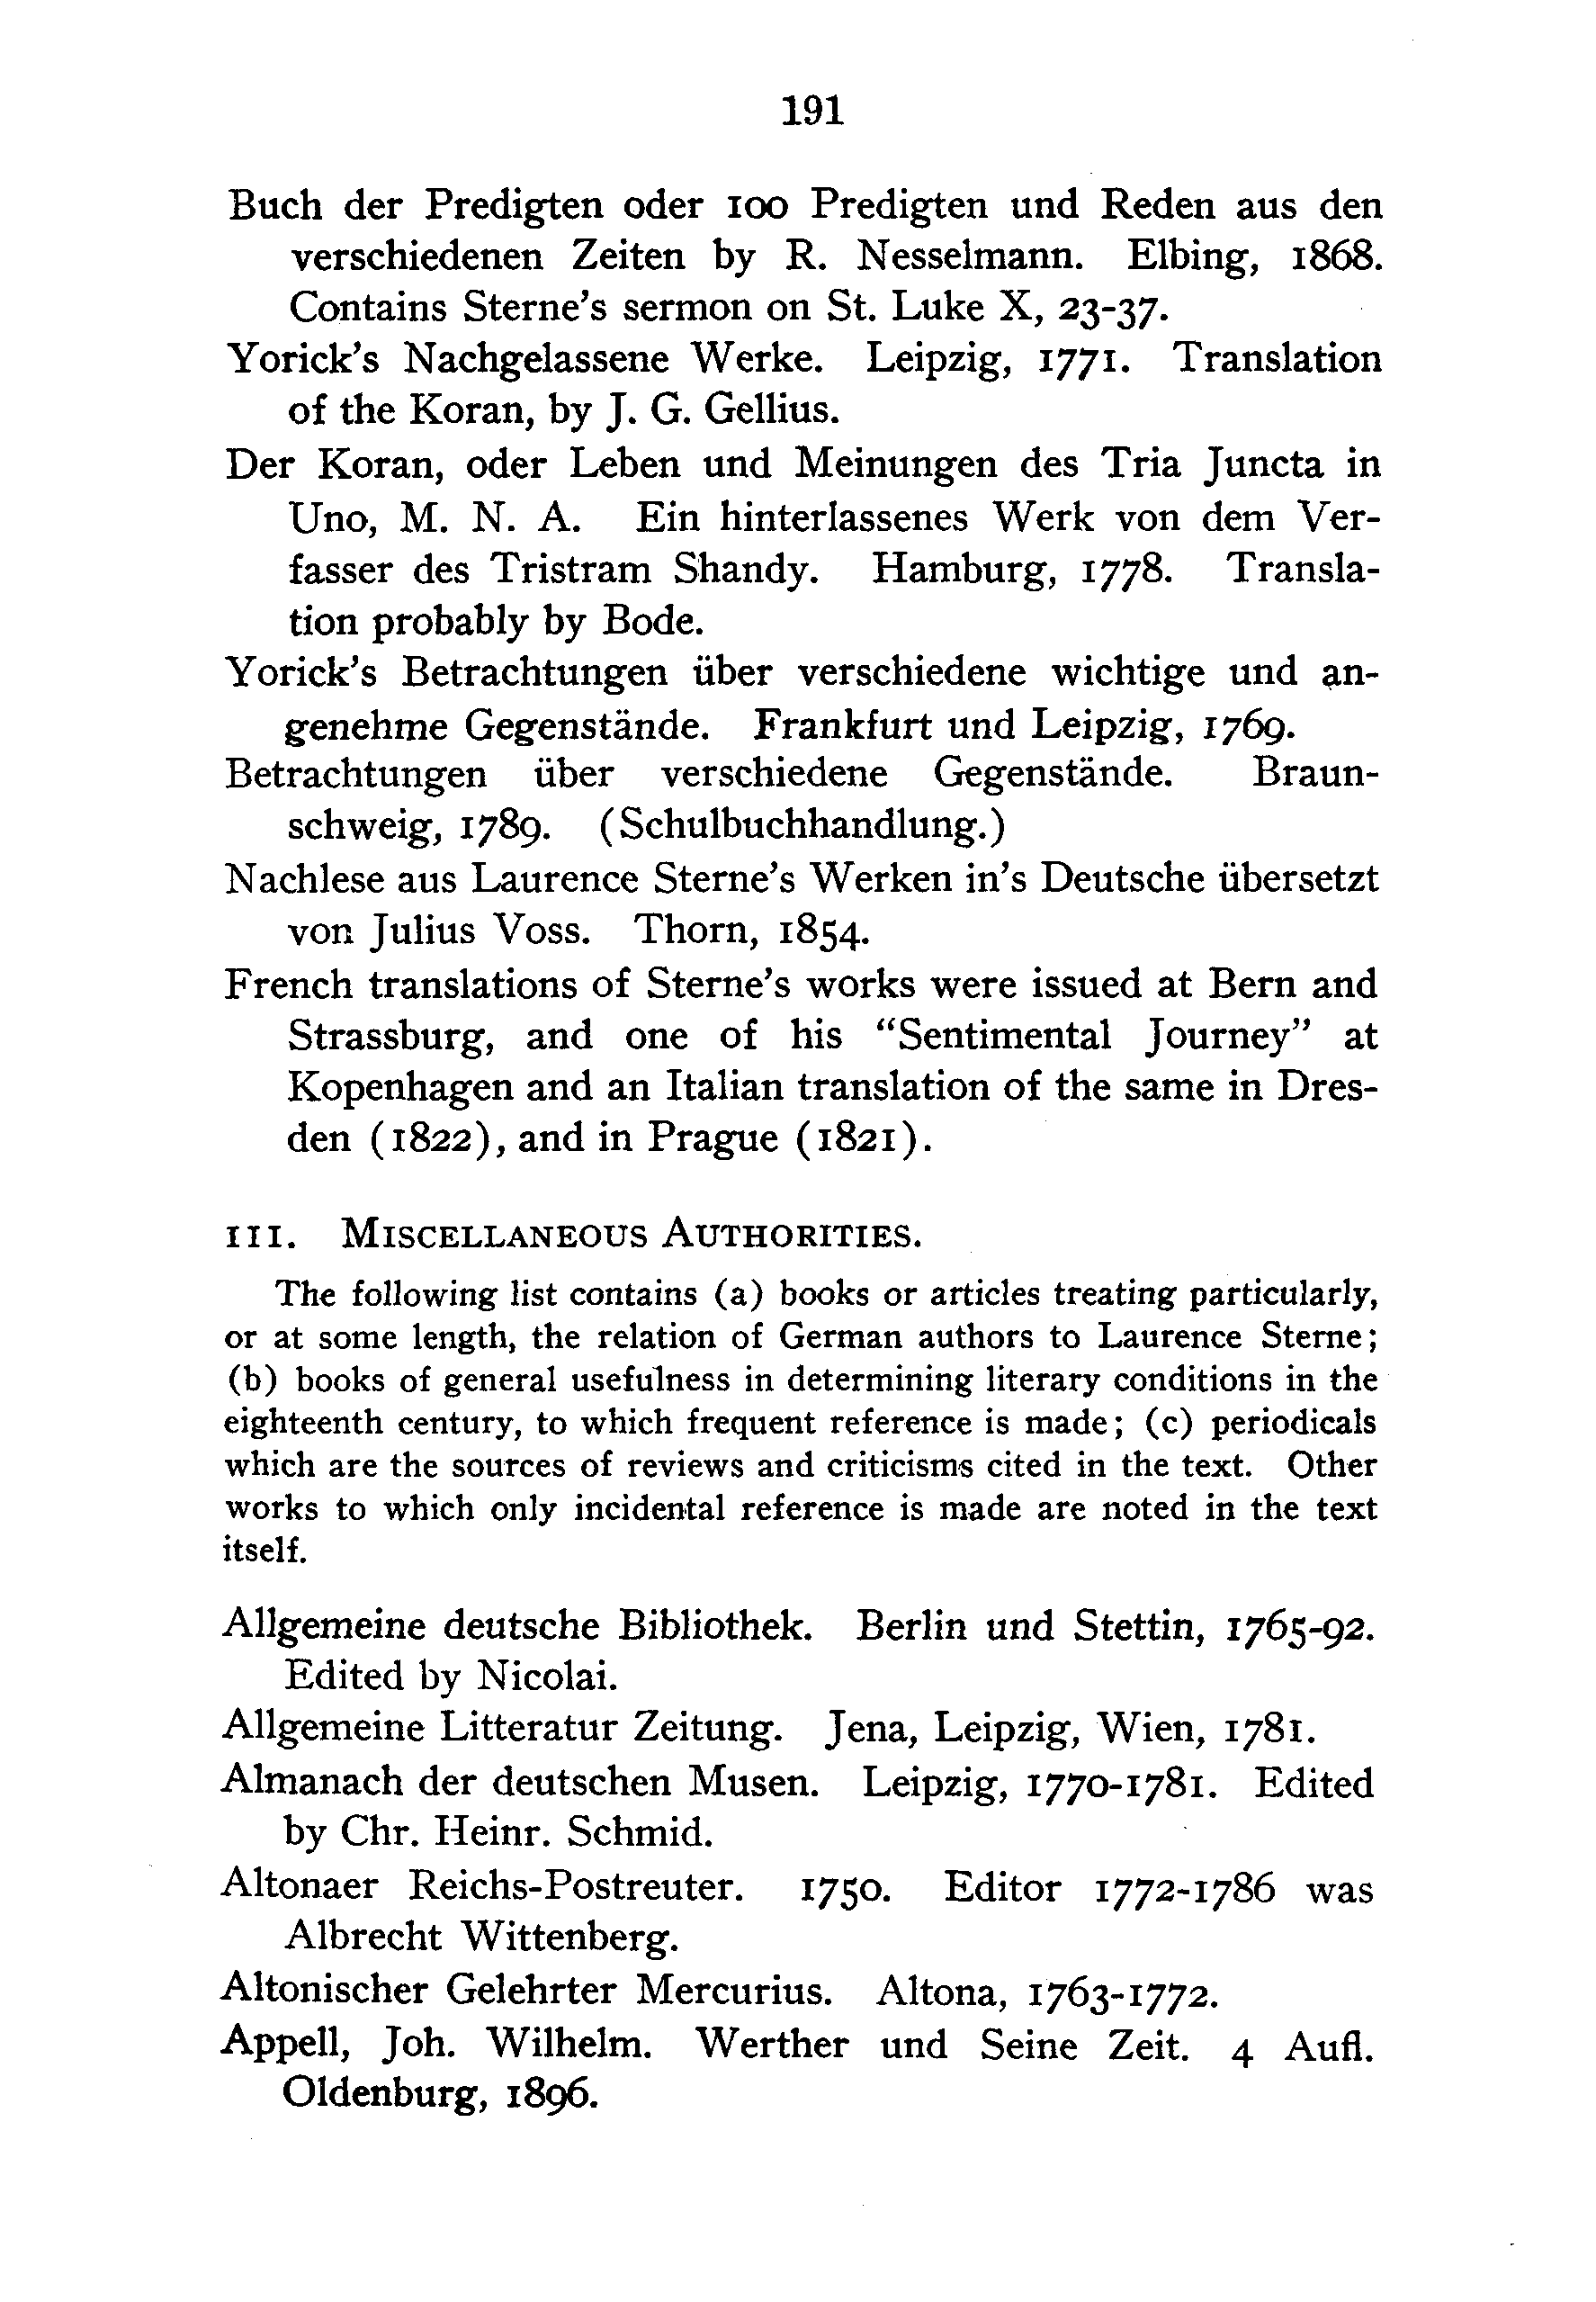 191
Buch der Predigten oder 100 Predigten und Reden aus den
verschiedenen Zeiten by R. Nesselmann. Elbing, 1868.
Contains Sterne's sermon on St. Luke X, 23-37.
Yorick's Nachgelassene Werke. Leipzig, 1771. Translation
of the Koran, by J. G. Gellius.
Der Koran, oder Leben und Meinungen des Tria Juncta in
Uno, M. N. A. Ein hinterlassenes Werk von dem Ver-
fasser des Tristram Shandy. Hamburg, 1778. Transla-
tion probably by Bode.
Yorick's Betrachtungen über verschiedene wichtige und an-
genehme Gegenstände. Frankfurt und Leipzig, 1769.
Betrachtungen über verschiedene Gegenstände. Braun-
schweig, 1789. (Schulbuchhandlung.)
Nachlese aus Laurence Sterne's Werken in's Deutsche übersetzt
von Julius Voss. Thorn, 1854.
French translations of Sterne's works were issued at Bern and
Strassburg, and one of his "Sentimental Journey" at
Kopenhagen and an Italian translation of the same in Dres-
den (1822), and in Prague (1821).
III. MISCELLANEOUS AUTHORITIES.
The following list contains (a) books or articles treating particularly,
or at some length, the relation of German authors to Laurence Sterne;
(b) books of general usefulness in determining literary conditions in the
eighteenth century, to which frequent reference is made; (c) periodicals
which are the sources of reviews and criticisms cited in the text. Other
works to which only incidental reference is made are noted in the text
itself.
Allgemeine deutsche Bibliothek. Berlin und Stettin, 1765-92.
Edited by Nicolai.
Allgemeine Litteratur Zeitung. Jena, Leipzig, Wien, 1781.
Almanach der deutschen Musen. Leipzig, 1770-1781. Edited
by Chr. Heinr. Schmid.
Altonaer Reichs-Postreuter. 1750. Editor 1772-1786 was
Albrecht Wittenberg.
Altonischer Gelehrter Mercurius. Altona, 1763-1772.
Appell, Joh. Wilhelm. Werther und Seine Zeit. 4 Aufl.
Oldenburg, 1896.